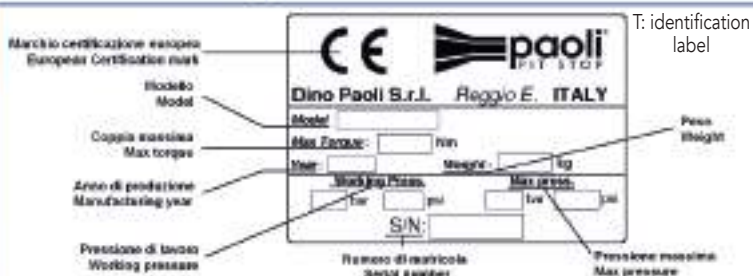 T: identification
label
Marchio certificazione europea
European Certification mark
CE
paoli
PIT STOP
Dino Paoli S.r.l. Reggio E. ITALY
Modello
Model
Model
Coppia massima
Max torque
Max Torque: Nm
Peso
Weight
Year: Weight: kg
Anno di produzione
Manufacturing year
Working Press. Max press.
bar psi bar psi
S/N:
Pressione di lavoro
Working pressure
Numero di matricola
Serial number
Pressione massima
Max pressure